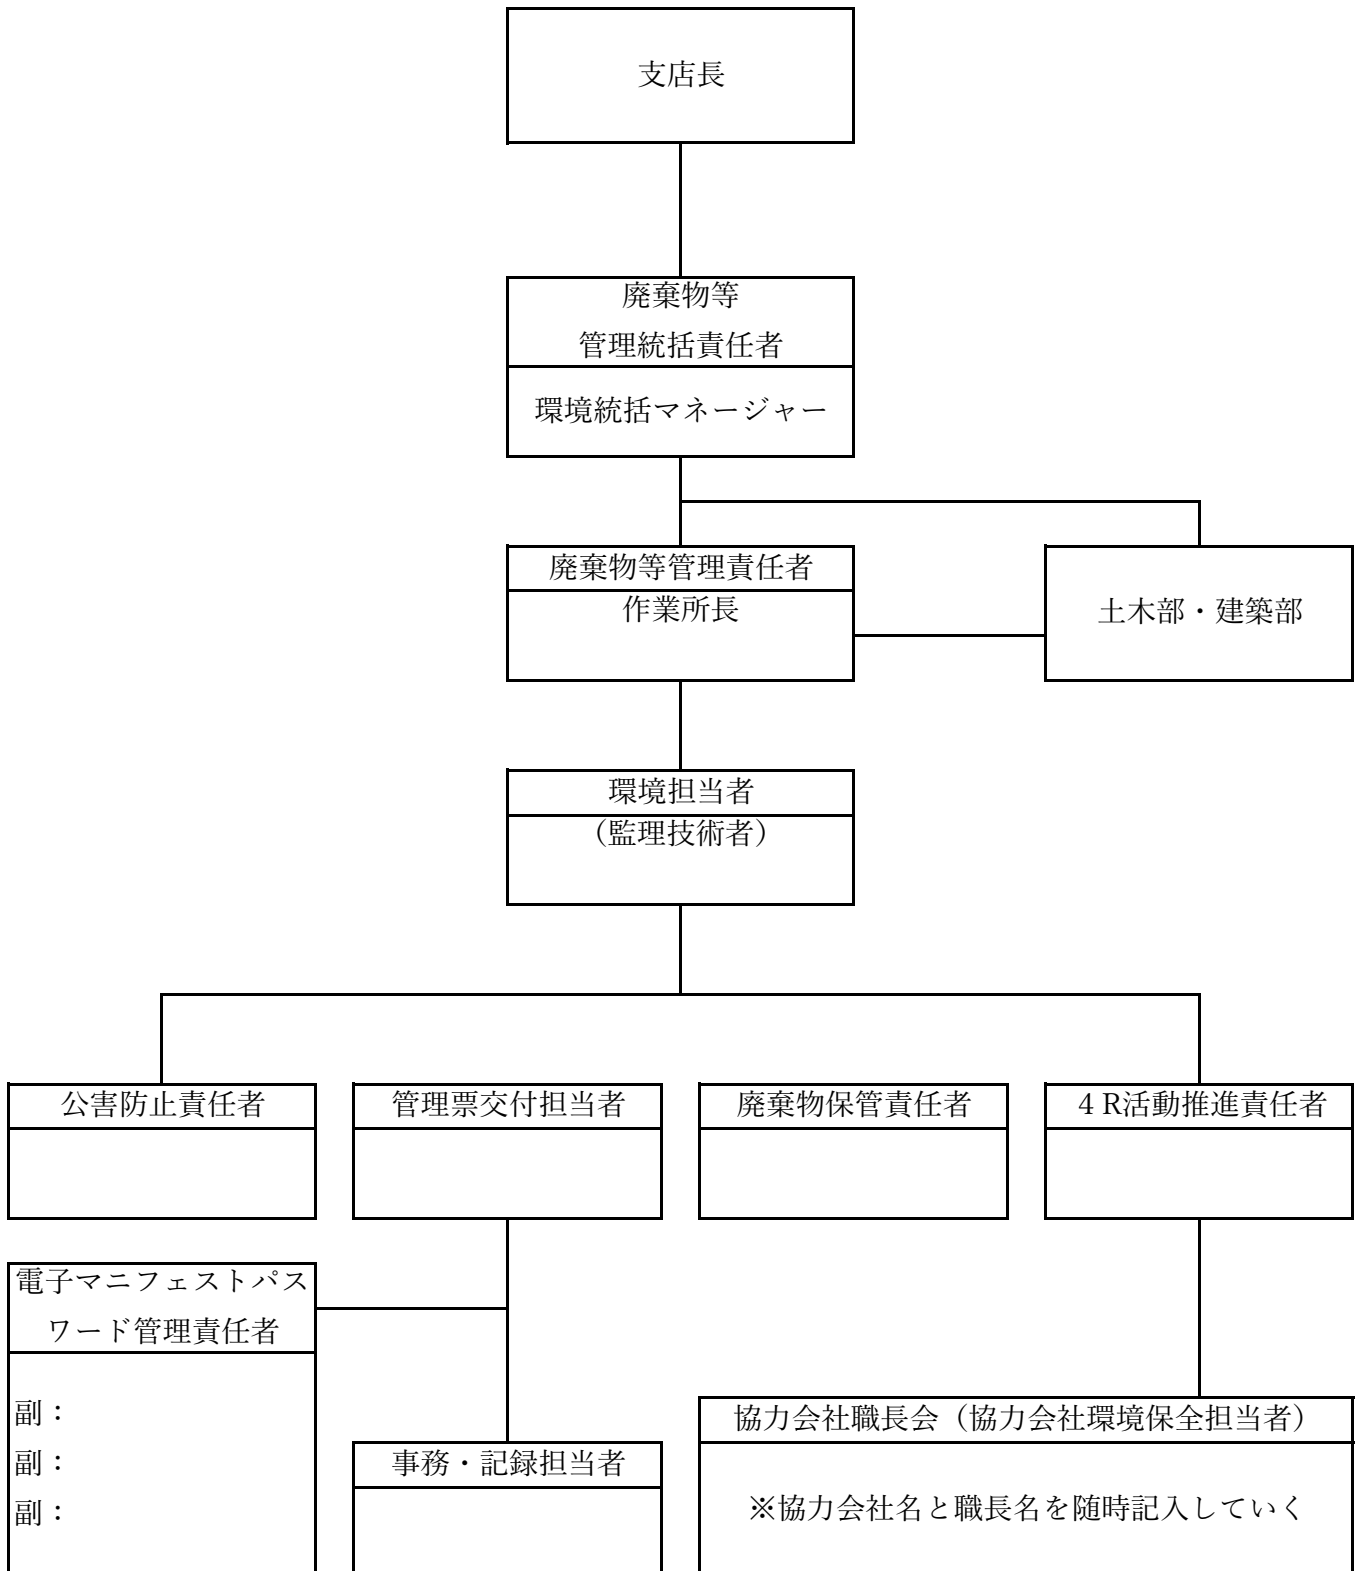 支店長
廃棄物等
管理統括責任者
環境統括マネージャー
廃棄物等管理責任者
作業所長
土木部・建築部
環境担当者
（監理技術者）
公害防止責任者
管理票交付担当者
廃棄物保管責任者
４R活動推進責任者
電子マニフェストパス
ワード管理責任者
副：
副：
副：
事務・記録担当者
協力会社職長会（協力会社環境保全担当者）
※協力会社名と職長名を随時記入していく